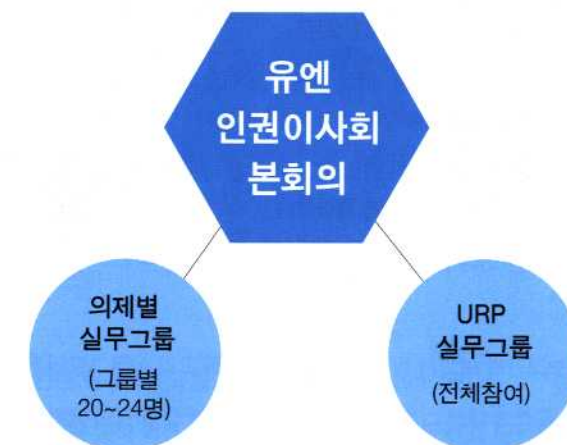 유엔
인권이사회
본회의
의제별
실무그룹
(그룹별
20~24명)
URP
실무그룹
(전체참여)